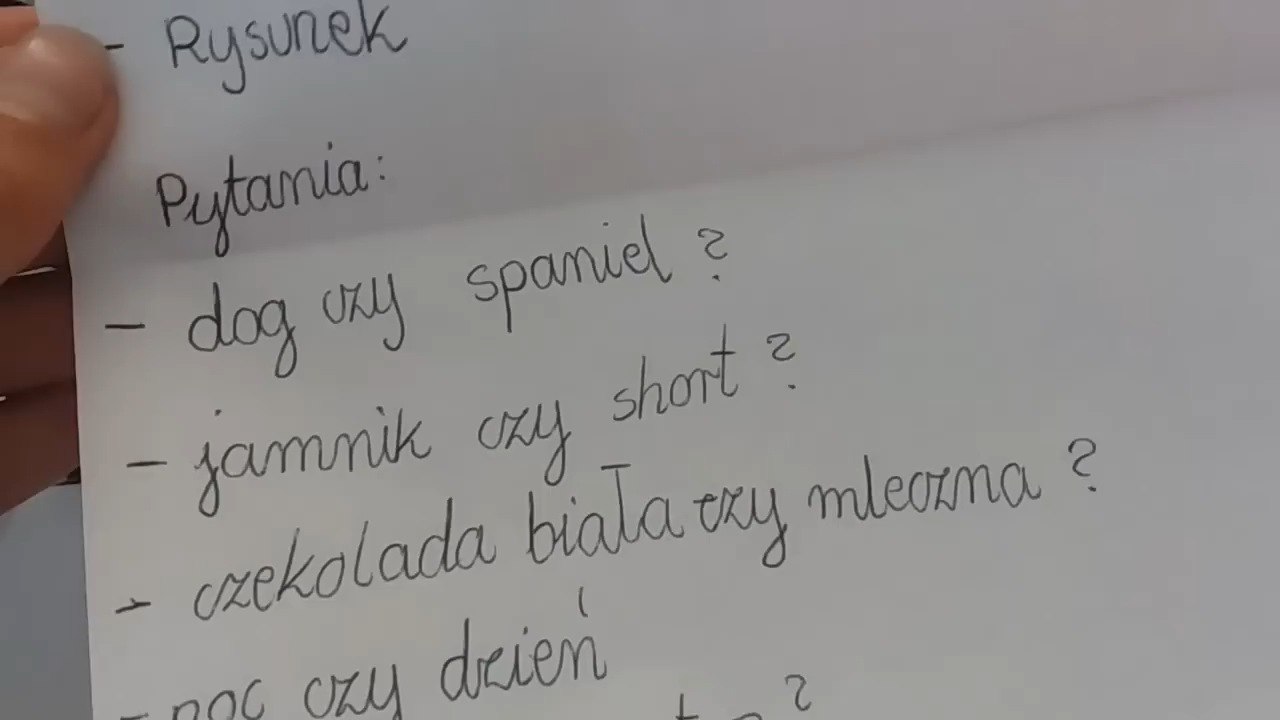 - Rysunek
Pytania:
- dog czy spaniel ?
- jamnik czy short ?
- czekolada biała czy mleczna ?
- noc czy dzień
?